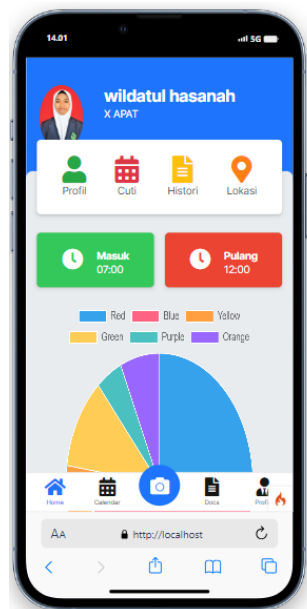 14.01 5G
wildatul hasanah
X APAT
Profil Cuti Histori Lokasi
Masuk
07:00
Pulang
12:00
Red Blue Yellow
Green Purple Orange
Home Calendar Docs Profi
AA http://localhost